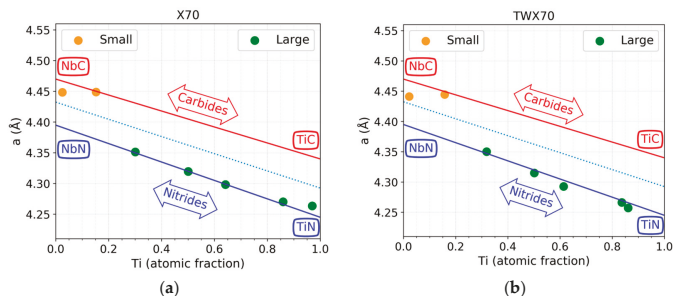 X70
4.55
4.50
4.45
4.40
4.35
4.30
4.25
a (Å)
Small
Large
NbC
Carbides
TiC
NbN
Nitrides
TiN
0.0
0.2
0.4
0.6
0.8
1.0
Ti (atomic fraction)
(a)
TWX70
4.55
4.50
4.45
4.40
4.35
4.30
4.25
a (Å)
Small
Large
NbC
Carbides
TiC
NbN
Nitrides
TiN
0.0
0.2
0.4
0.6
0.8
1.0
Ti (atomic fraction)
(b)